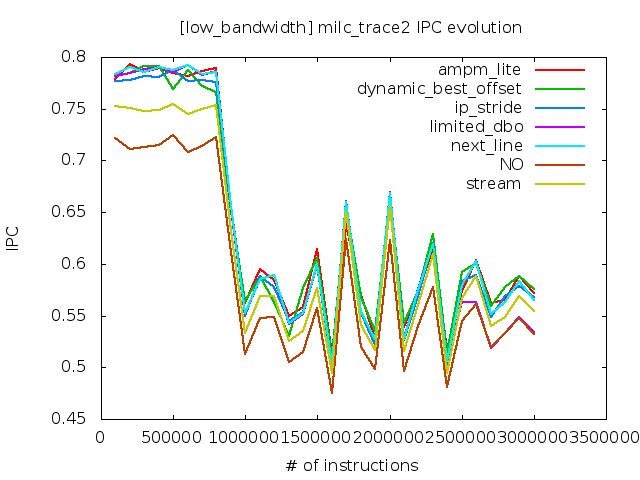 [low_bandwidth] milc_trace2 IPC evolution
0.8
0.75
0.7
0.65
0.6
0.55
0.5
0.45
IPC
ampm_lite
dynamic_best_offset
ip_stride
limited_dbo
next_line
NO
stream
0 500000 1000000 1500000 2000000 2500000 3000000 3500000
# of instructions